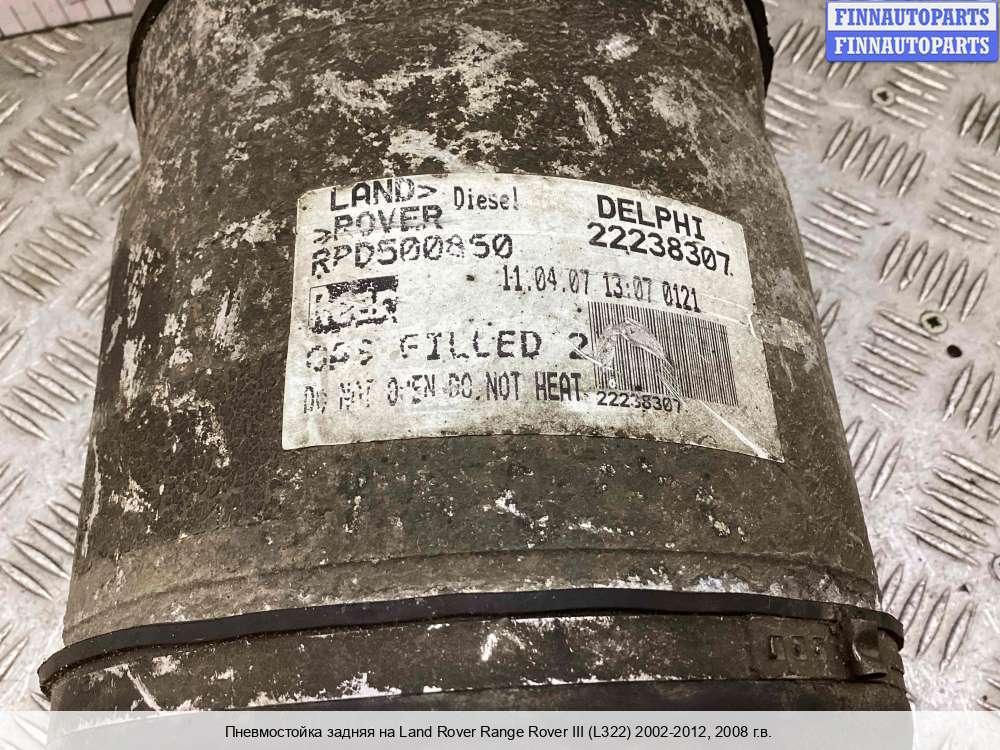 FINNAUTOPARTS
FINNAUTOPARTS
LAND> Diesel
>ROVER
RPD500850
DELPHI
22238307
11.04.07 13:07 0121
GAS FILLED 2
DO NOT OPEN DO NOT HEAT
22238307
Пневмостойка задняя на Land Rover Range Rover III (L322) 2002-2012, 2008 г.в.